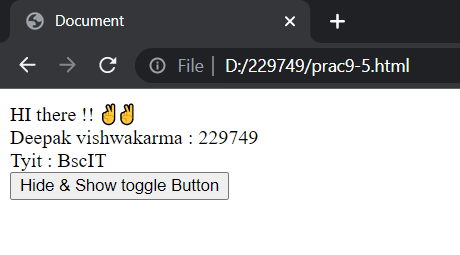 Document
File | D:/229749/prac9-5.html
HI there !! ✌✌
Deepak vishwakarma : 229749
Tyit : BscIT
Hide & Show toggle Button